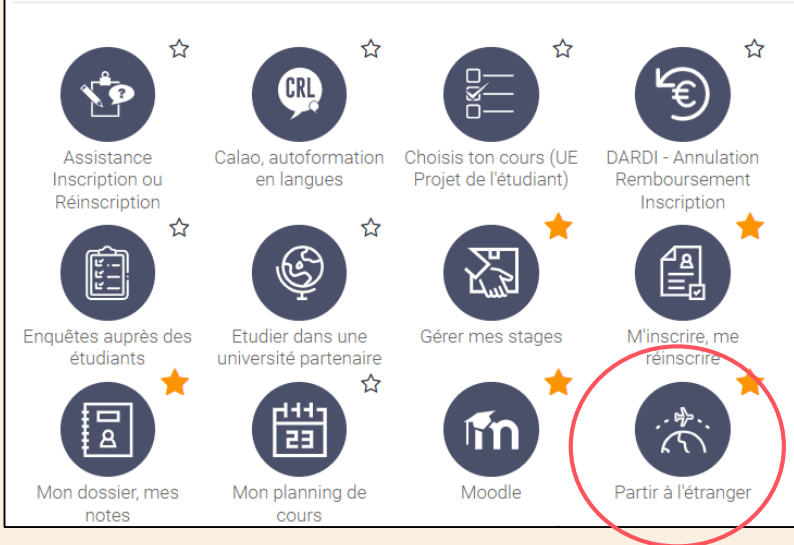 CRL
Assistance
Inscription ou
Réinscription
Calao, autoformation
en langues
Choisis ton cours (UE
Projet de l'étudiant)
DARDI - Annulation
Remboursement
Inscription
Enquêtes auprès des
étudiants
Etudier dans une
université partenaire
Gérer mes stages
M'inscrire, me
réinscrire
23
m
Mon dossier, mes
notes
Mon planning de
cours
Moodle
Partir à l'étranger